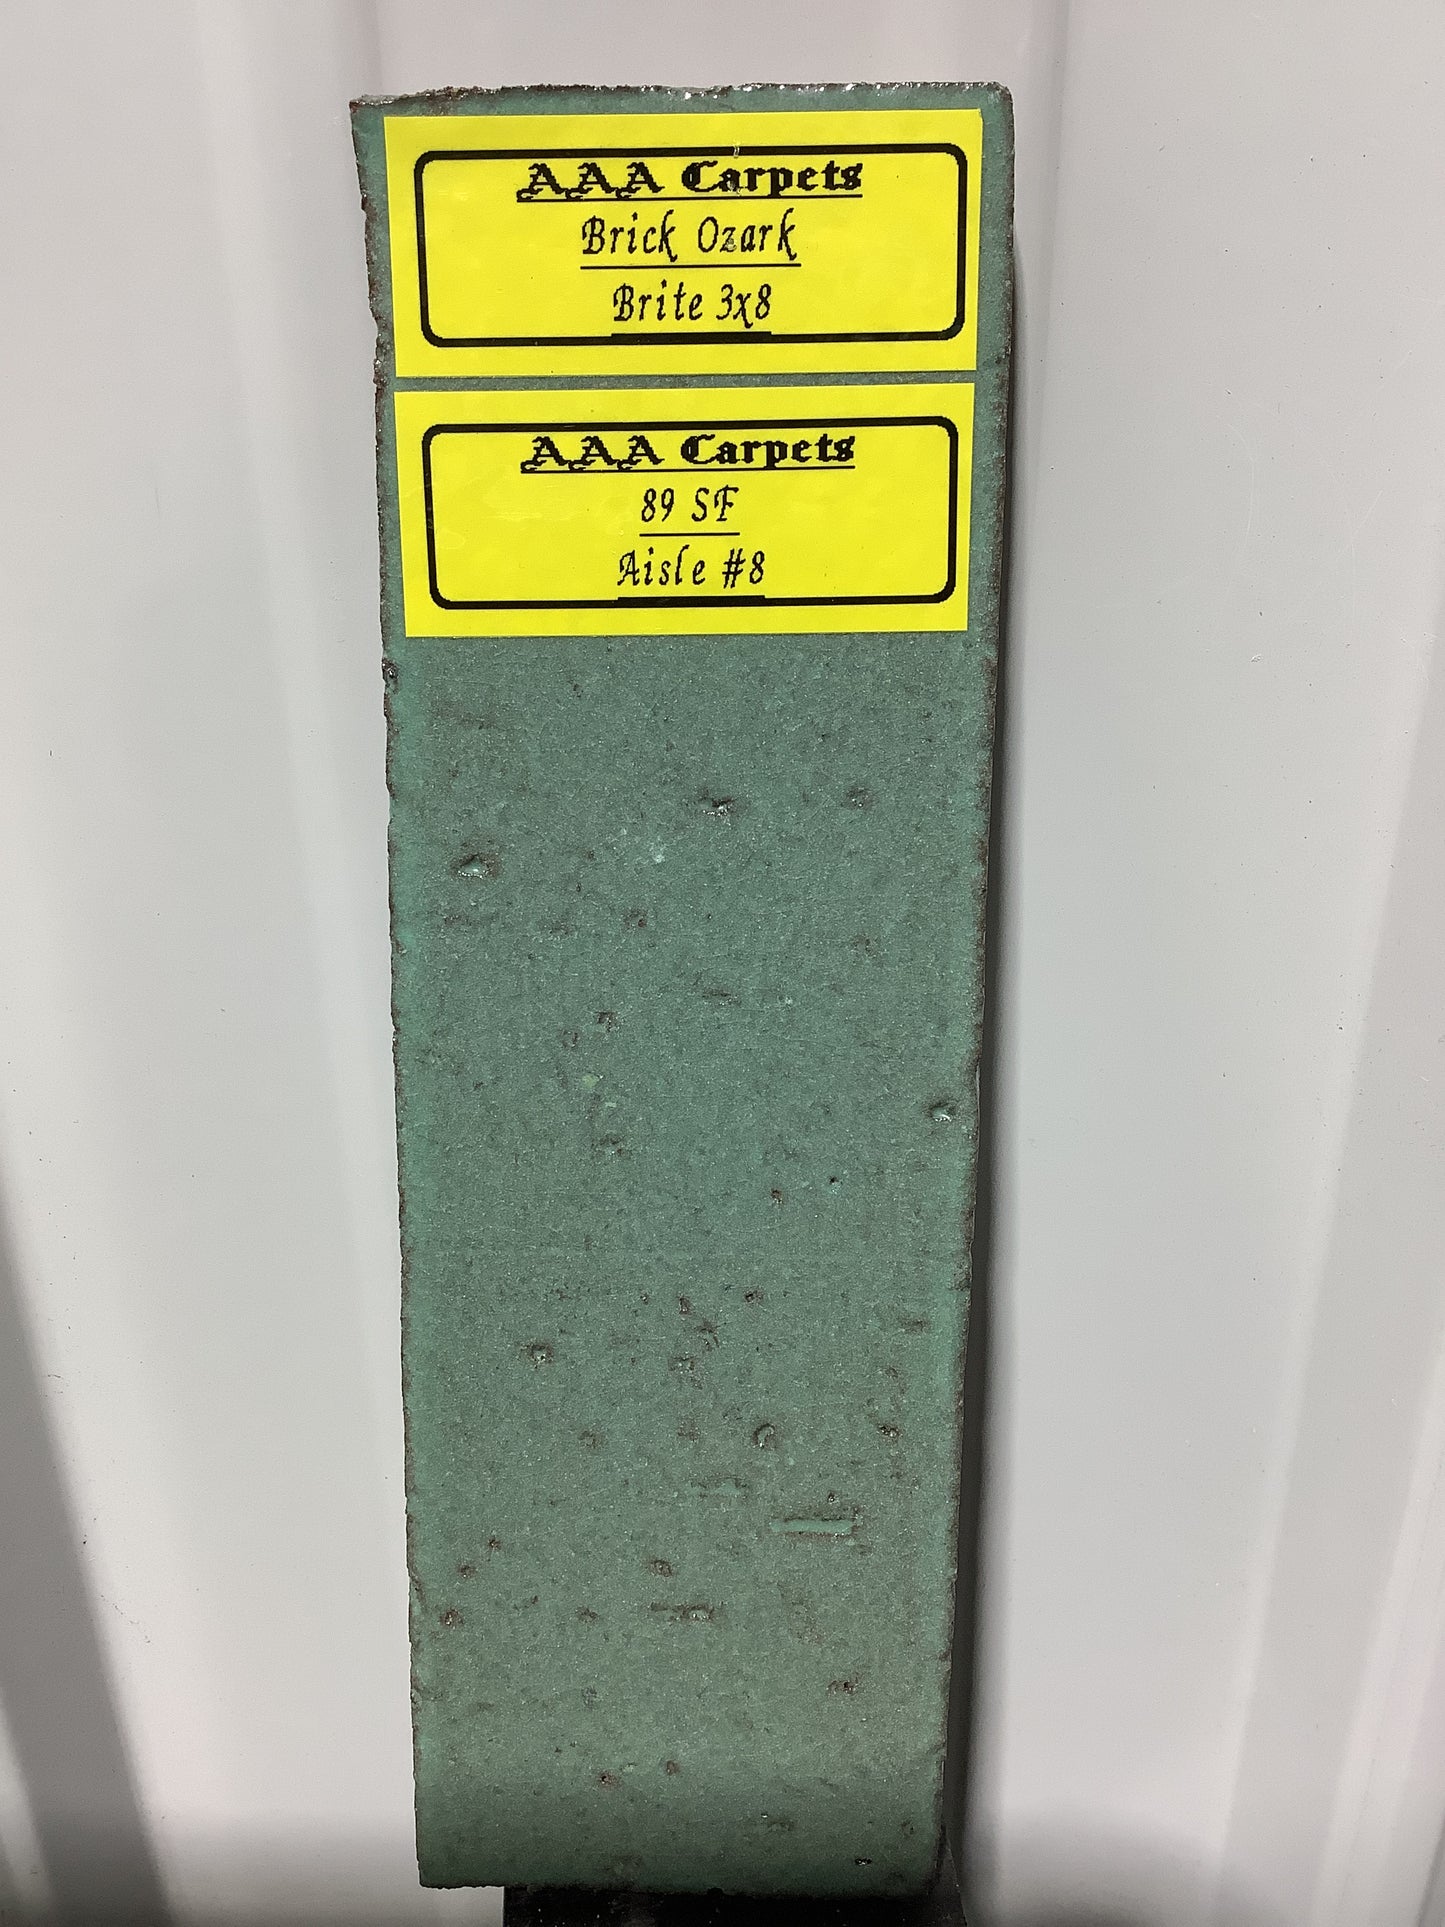 AAA Carpets
Brick Ozark
Brite 3x8
AAA Carpets
89 SF
Aisle #8